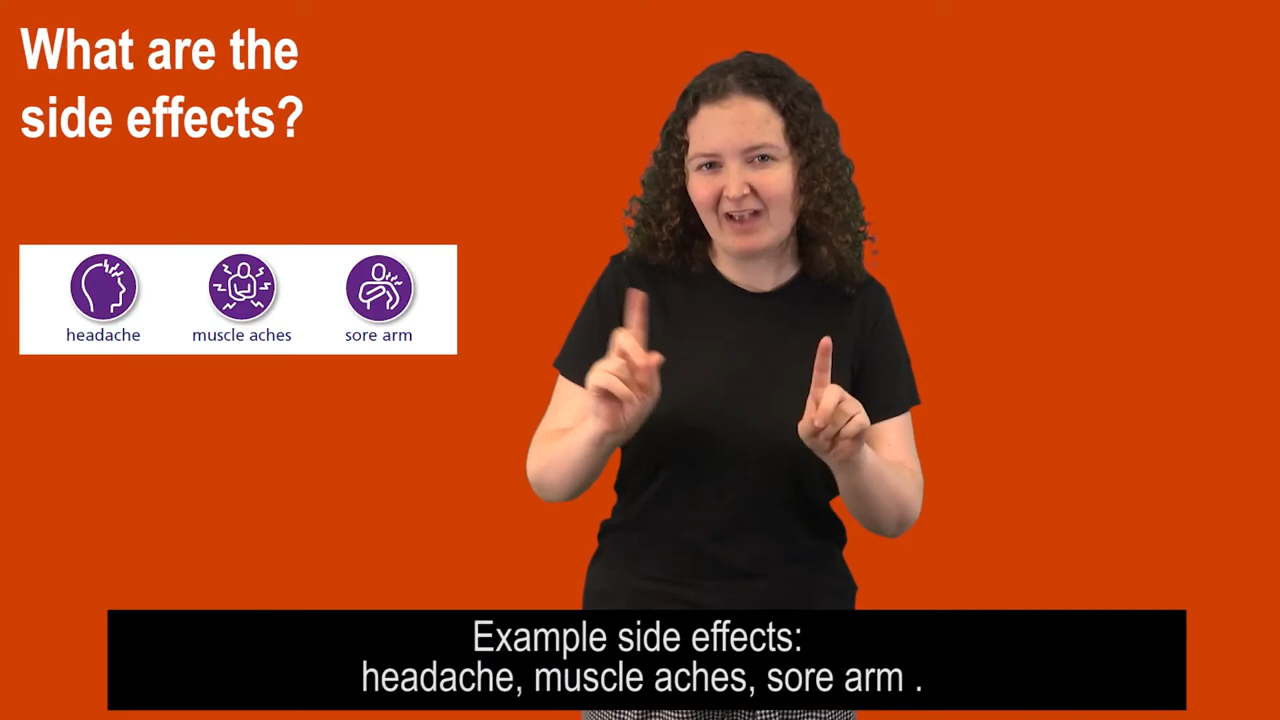 What are the
side effects?
headache muscle aches sore arm
Example side effects:
headache, muscle aches, sore arm .